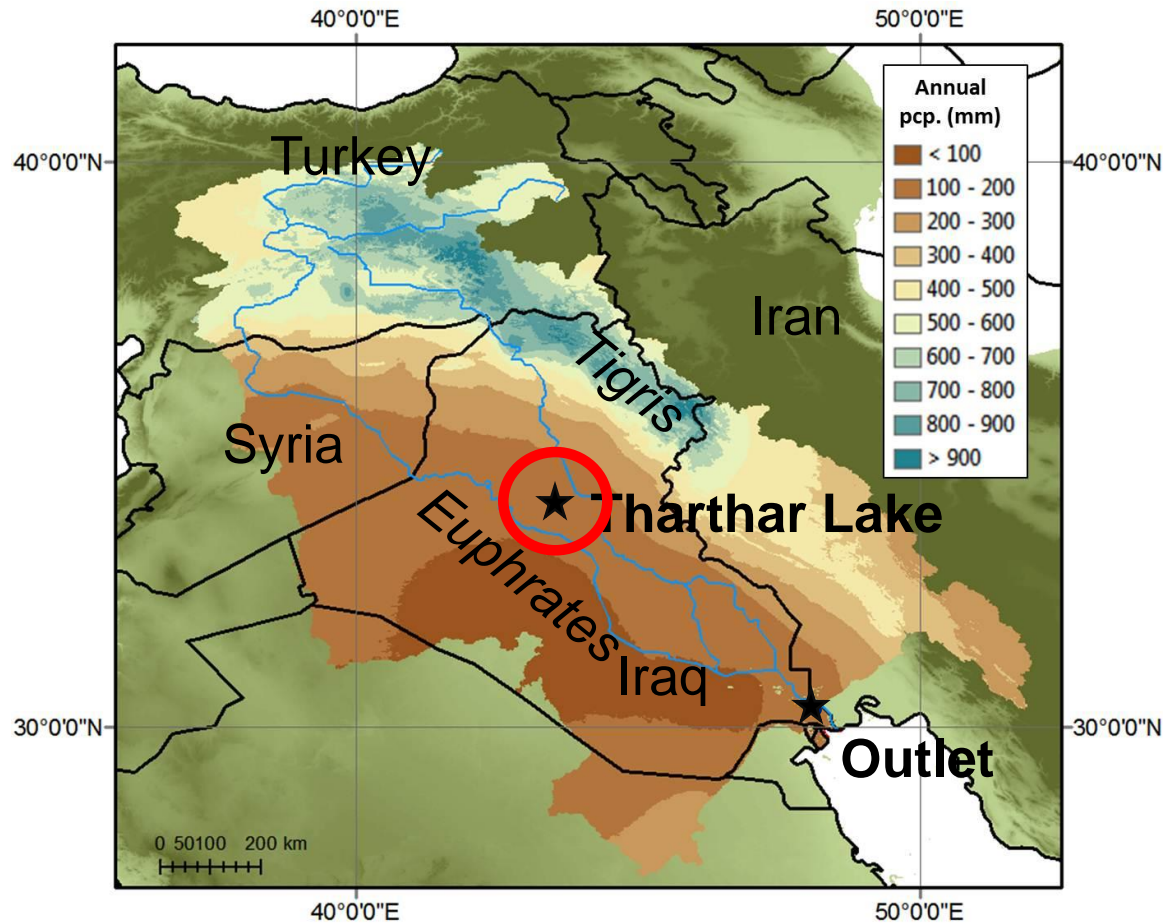 40°0'0"E
50°0'0"E
Annual
pcp. (mm)
< 100
100 - 200
200 - 300
300 - 400
400 - 500
500 - 600
600 - 700
700 - 800
800 - 900
> 900
40°0'0"N
40°0'0"N
Turkey
Iran
Tigris
Syria
Tharthar Lake
Euphrates
Iraq
30°0'0"N
30°0'0"N
Outlet
0 50100 200 km
40°0'0"E
50°0'0"E